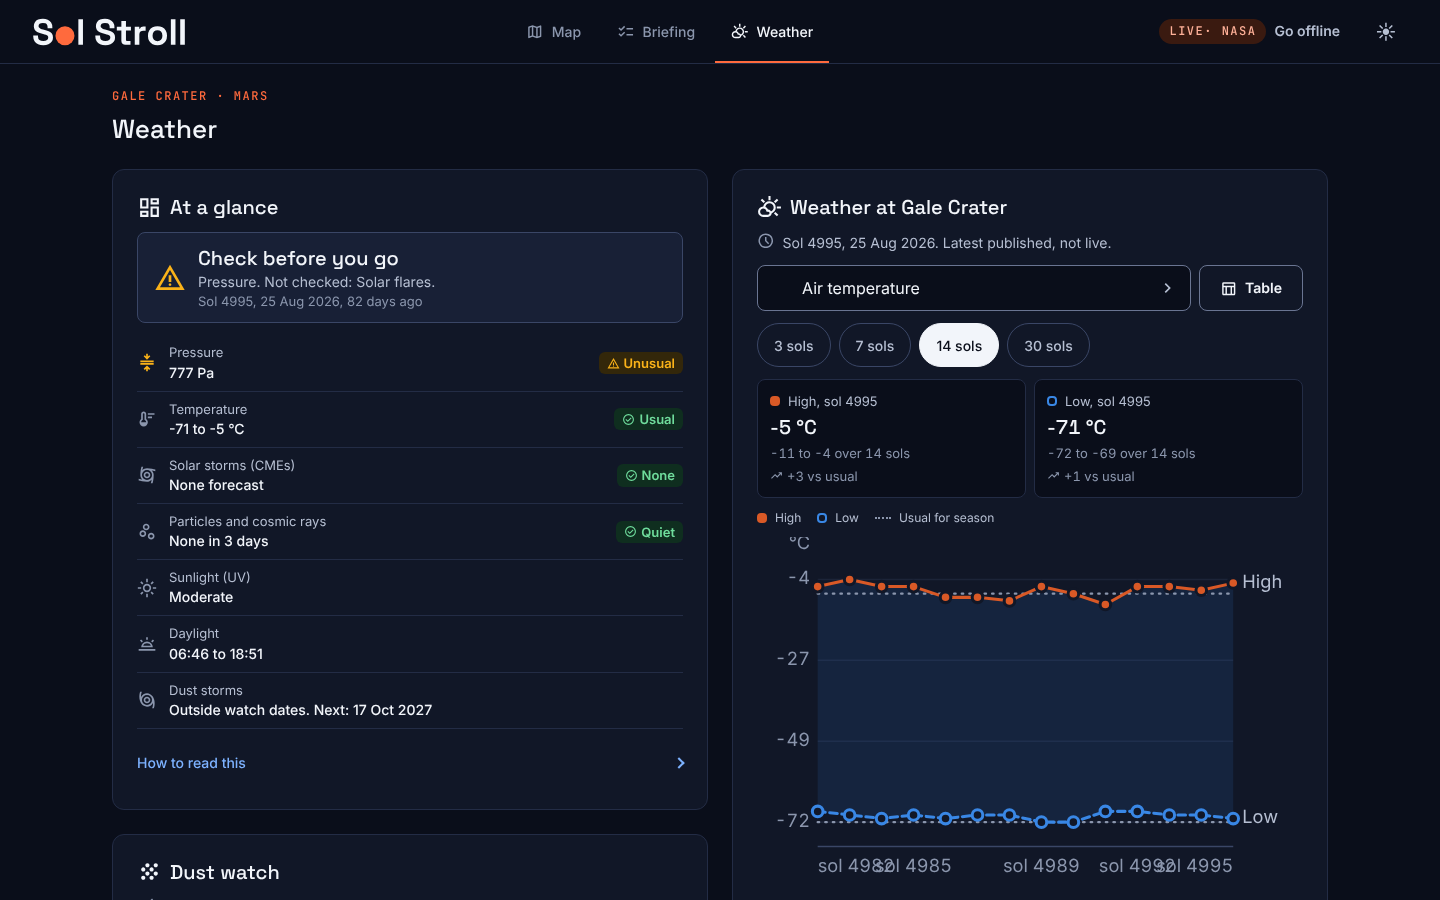 Sol Stroll
Map
Briefing
Weather
LIVE· NASA
Go offline
GALE CRATER · MARS
Weather
At a glance
Check before you go
Pressure. Not checked: Solar flares.
Sol 4995, 25 Aug 2026, 82 days ago
Pressure
777 Pa
Unusual
Temperature
-71 to -5 °C
Usual
Solar storms (CMEs)
None forecast
None
Particles and cosmic rays
None in 3 days
Quiet
Sunlight (UV)
Moderate
Daylight
06:46 to 18:51
Dust storms
Outside watch dates. Next: 17 Oct 2027
How to read this
Dust watch
Weather at Gale Crater
Sol 4995, 25 Aug 2026. Latest published, not live.
Air temperature
Table
3 sols
7 sols
14 sols
30 sols
High, sol 4995
-5 °C
-11 to -4 over 14 sols
+3 vs usual
Low, sol 4995
-71 °C
-72 to -69 over 14 sols
+1 vs usual
High
Low
Usual for season
°C
-4
High
-27
-49
-72
Low
sol 4982
sol 4985
sol 4989
sol 4992
sol 4995